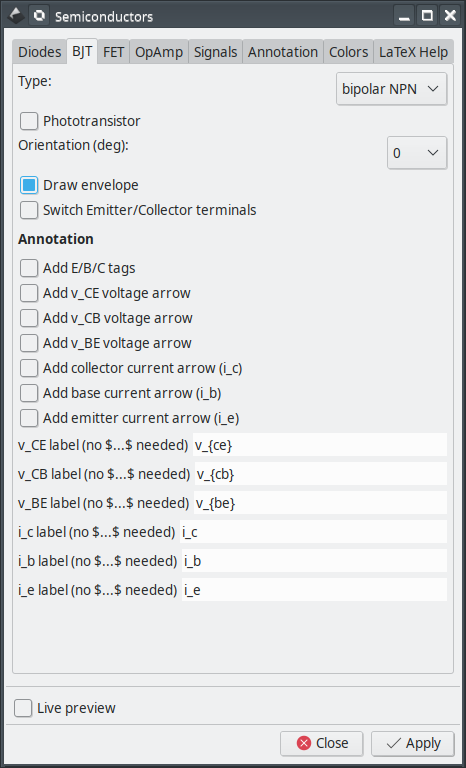 Semiconductors
Diodes BJT FET OpAmp Signals Annotation Colors LaTeX Help
Type: bipolar NPN
Phototransistor
Orientation (deg): 0
Draw envelope
Switch Emitter/Collector terminals
Annotation
Add E/B/C tags
Add v_CE voltage arrow
Add v_CB voltage arrow
Add v_BE voltage arrow
Add collector current arrow (i_c)
Add base current arrow (i_b)
Add emitter current arrow (i_e)
v_CE label (no $...$ needed) v_{ce}
v_CB label (no $...$ needed) v_{cb}
v_BE label (no $...$ needed) v_{be}
i_c label (no $...$ needed) i_c
i_b label (no $...$ needed) i_b
i_e label (no $...$ needed) i_e
Live preview
Close Apply